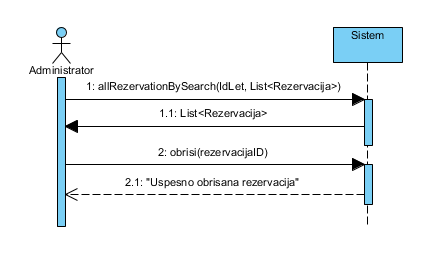 Sistem
Administrator
1: allRezervationBySearch(IdLet, List<Rezervacija>)
1.1: List<Rezervacija>
2: obrisi(rezervacijaID)
2.1: "Uspesno obrisana rezervacija"